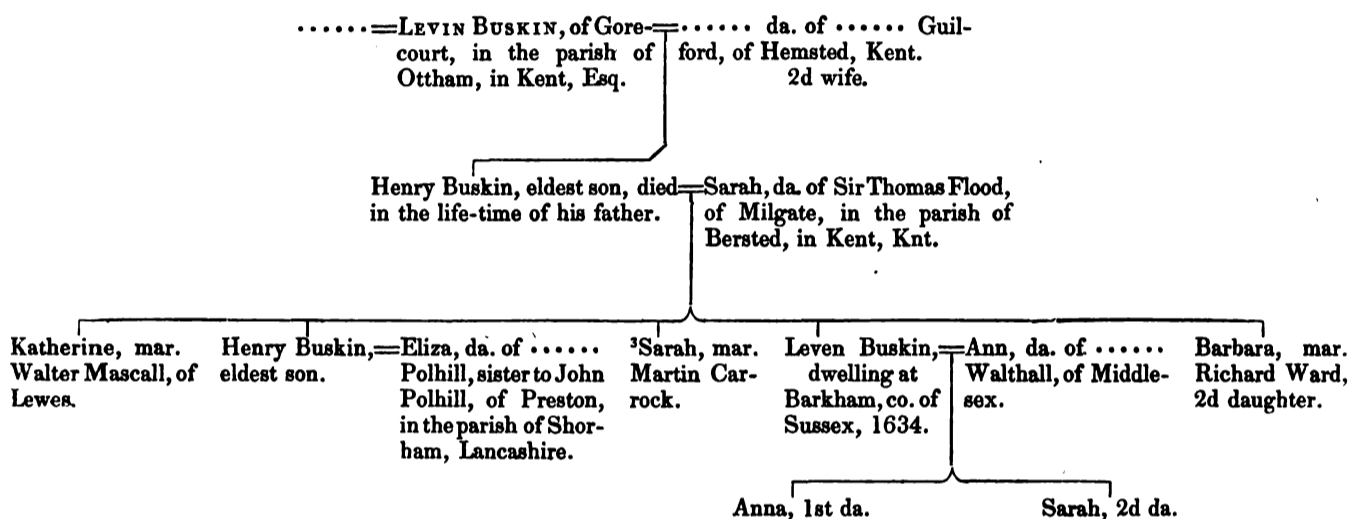 ······=LEVIN BUSKIN, of Gore-=······ da. of ······ Guil-
court, in the parish of ford, of Hemsted, Kent.
Ottham, in Kent, Esq. 2d wife.
Henry Buskin, eldest son, died=Sarah, da. of Sir Thomas Flood,
in the life-time of his father. of Milgate, in the parish of
Bersted, in Kent, Knt.
Katherine, mar.
Walter Mascall, of
Lewes.
Henry Buskin,=
eldest son.
Eliza, da. of ······
Polhill, sister to John
Polhill, of Preston,
in the parish of Shor-
ham, Lancashire.
³Sarah, mar.
Martin Car-
rock.
Leven Buskin,=
dwelling at
Barkham, co. of
Sussex, 1634.
Ann, da. of ······
Walthall, of Middle-
sex.
Barbara, mar.
Richard Ward,
2d daughter.
Anna, 1st da. Sarah, 2d da.